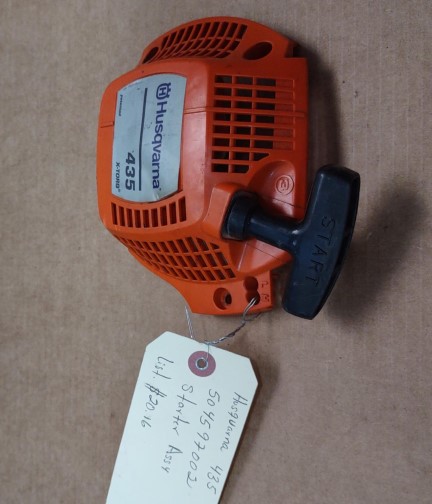 Husqvarna
435
X-TORQ®
START
Husqvarna 435
504597002
Starter Assy
List $20.16